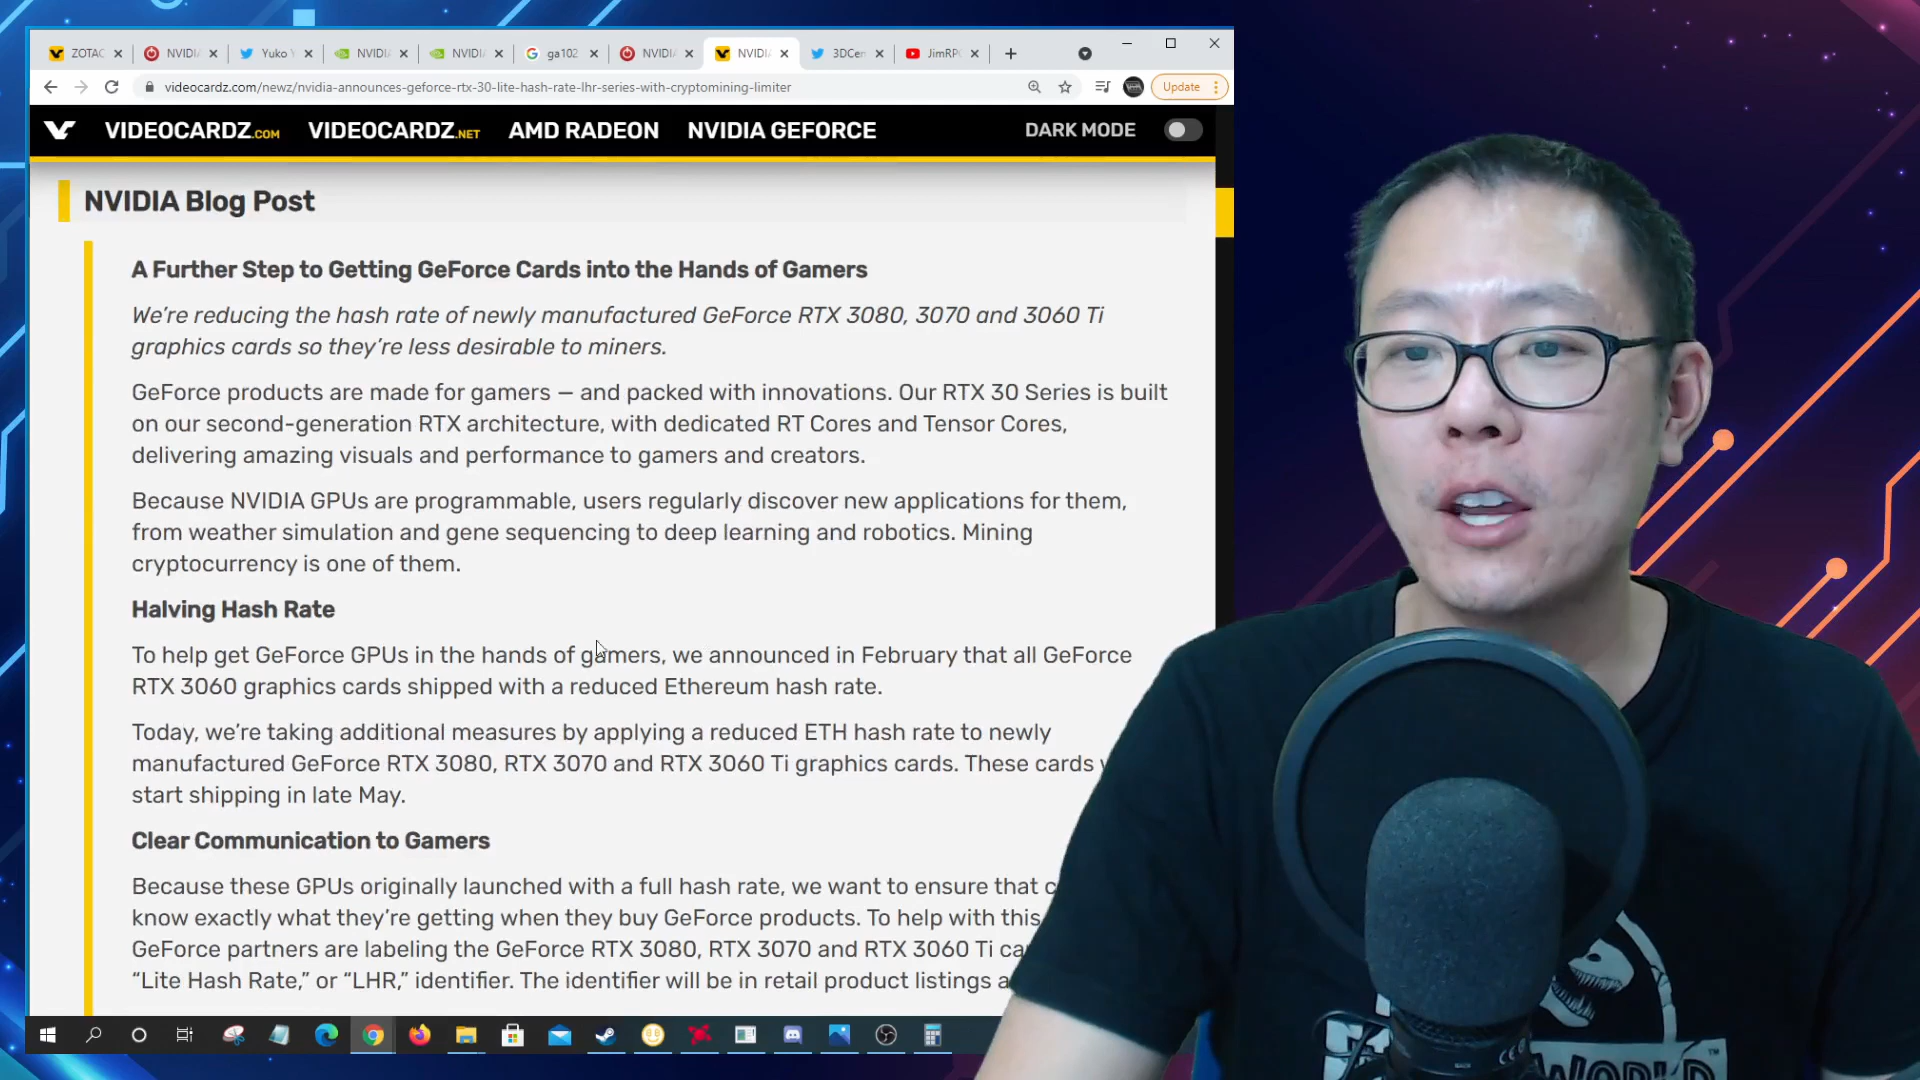 ZOTAC
NVIDIA
Yuko Y
NVIDIA
NVIDIA
ga102
NVIDIA
NVIDIA
3DCen
JimRPG
videocardz.com/newz/nvidia-announces-geforce-rtx-30-lite-hash-rate-lhr-series-with-cryptomining-limiter
Update
VIDEOCARDZ.COM
VIDEOCARDZ.NET
AMD RADEON
NVIDIA GEFORCE
DARK MODE
NVIDIA Blog Post
A Further Step to Getting GeForce Cards into the Hands of Gamers
We're reducing the hash rate of newly manufactured GeForce RTX 3080, 3070 and 3060 Ti
graphics cards so they're less desirable to miners.
GeForce products are made for gamers — and packed with innovations. Our RTX 30 Series is built
on our second-generation RTX architecture, with dedicated RT Cores and Tensor Cores,
delivering amazing visuals and performance to gamers and creators.
Because NVIDIA GPUs are programmable, users regularly discover new applications for them,
from weather simulation and gene sequencing to deep learning and robotics. Mining
cryptocurrency is one of them.
Halving Hash Rate
To help get GeForce GPUs in the hands of gamers, we announced in February that all GeForce
RTX 3060 graphics cards shipped with a reduced Ethereum hash rate.
Today, we're taking additional measures by applying a reduced ETH hash rate to newly
manufactured GeForce RTX 3080, RTX 3070 and RTX 3060 Ti graphics cards. These cards
start shipping in late May.
Clear Communication to Gamers
Because these GPUs originally launched with a full hash rate, we want to ensure that
know exactly what they're getting when they buy GeForce products. To help with this
GeForce partners are labeling the GeForce RTX 3080, RTX 3070 and RTX 3060 Ti
"Lite Hash Rate," or "LHR," identifier. The identifier will be in retail product listings
WORLD